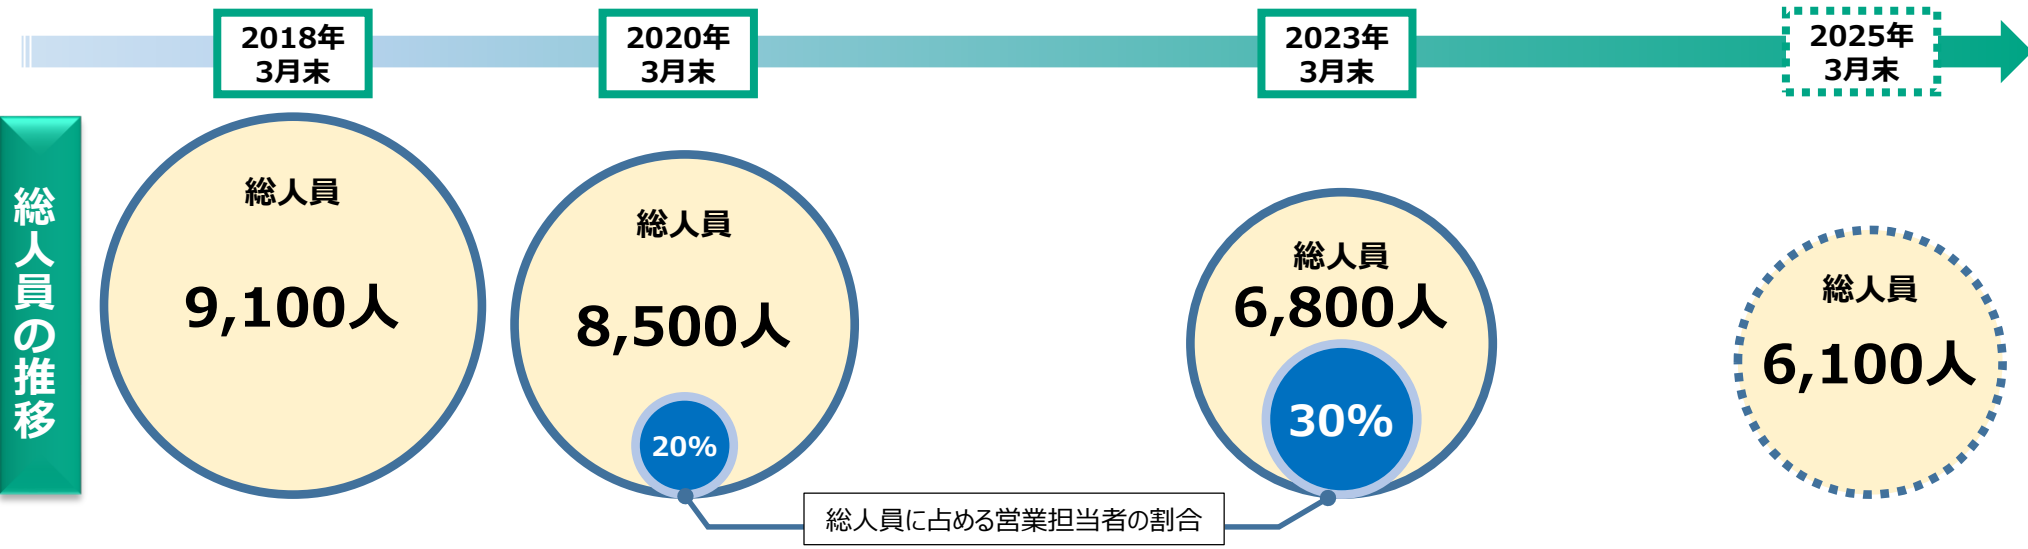 2018年
3月末
2020年
3月末
2023年
3月末
2025年
3月末
総人員の推移
総人員
9,100人
総人員
8,500人
20%
総人員
6,800人
30%
総人員
6,100人
総人員に占める営業担当者の割合